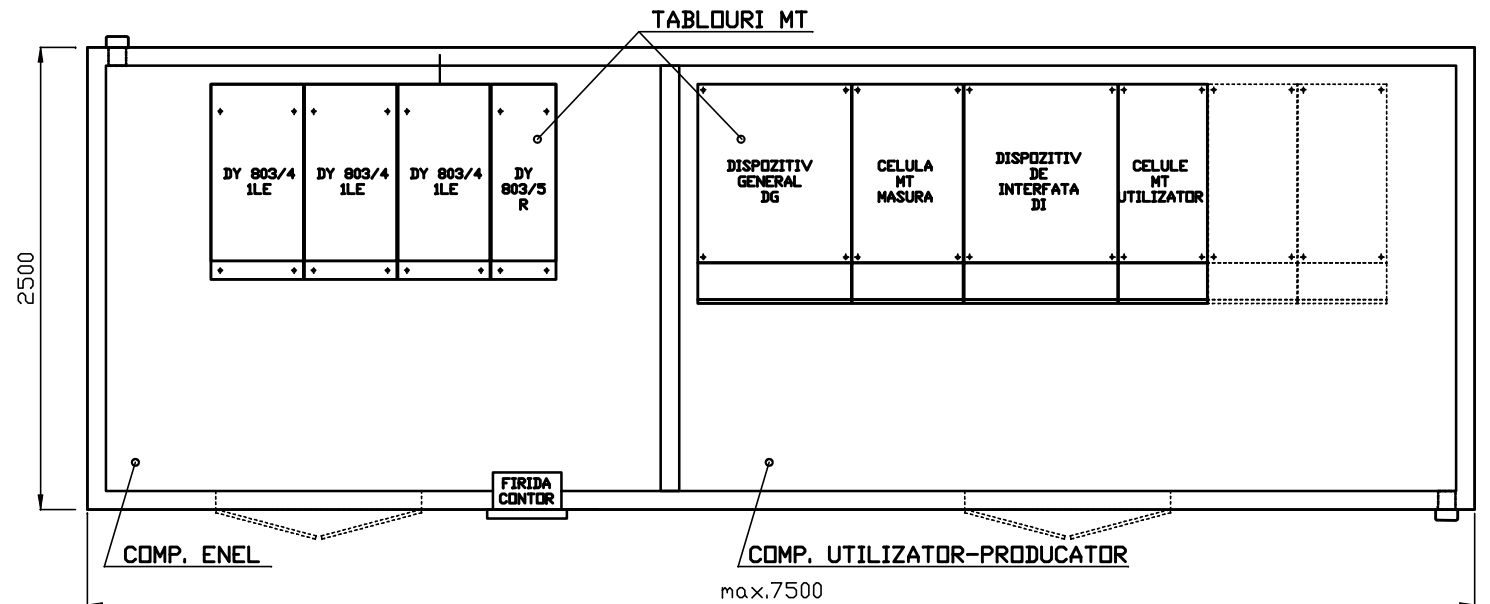 TABLOURI MT
DY 803/4
1LE
DY 803/4
1LE
DY 803/4
1LE
DY
803/5
R
DISPOZITIV
GENERAL
DG
CELULA
MT
MASURA
DISPOZITIV
DE
INTERFATA
DI
CELULE
MT
UTILIZATOR
2500
FIRIDA
CONTOR
COMP. ENEL
COMP. UTILIZATOR-PRODUCATOR
max.7500